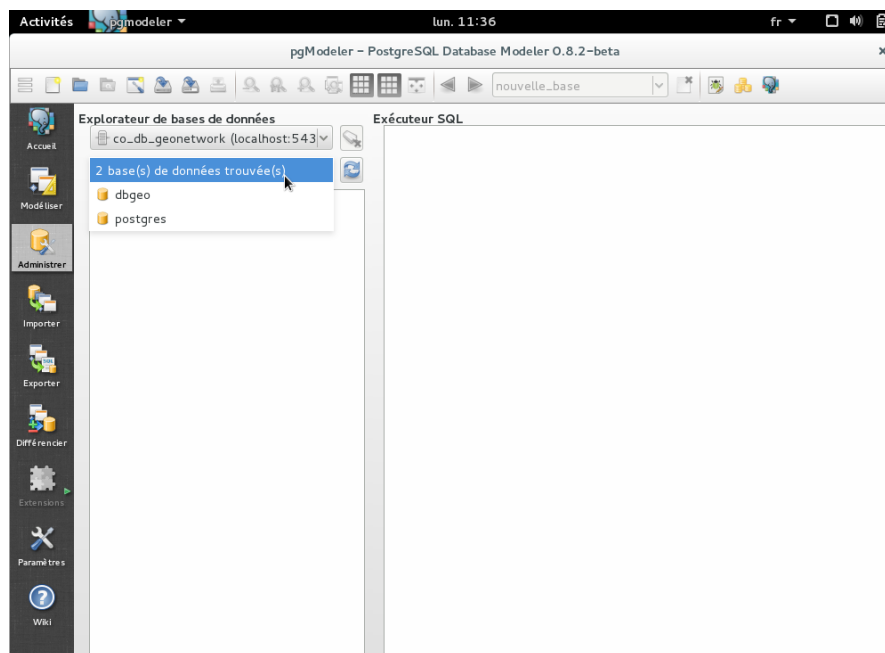 Activités pgmodeler lun. 11:36 fr
pgModeler - PostgreSQL Database Modeler 0.8.2-beta
nouvelle_base
Explorateur de bases de données
Exécuteur SQL
co_db_geonetwork (localhost:543
2 base(s) de données trouvée(s)
dbgeo
postgres
Accueil
Modéliser
Administrer
Importer
Exporter
Différencier
Extensions
Paramètres
Wiki